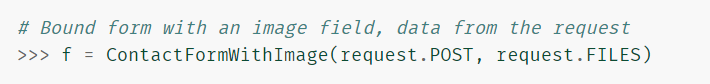 # Bound form with an image field, data from the request
>>> f = ContactFormWithImage(request.POST, request.FILES)